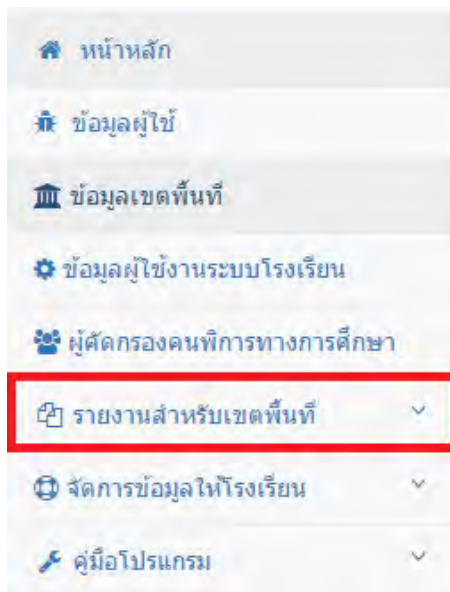 หน้าหลัก
ข้อมูลผู้ใช้
ข้อมูลเขตพื้นที่
ข้อมูลผู้ใช้งานระบบโรงเรียน
ผู้คัดกรองคนพิการทางการศึกษา
รายงานสำหรับเขตพื้นที่
จัดการข้อมูลให้โรงเรียน
คู่มือโปรแกรม